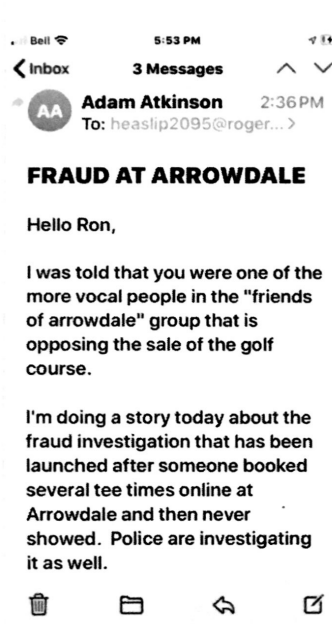 Bell 5:53 PM
Inbox 3 Messages
AA Adam Atkinson 2:36 PM
To: heaslip2095@roger... >
FRAUD AT ARROWDALE
Hello Ron,
I was told that you were one of the
more vocal people in the "friends
of arrowdale" group that is
opposing the sale of the golf
course.
I'm doing a story today about the
fraud investigation that has been
launched after someone booked
several tee times online at
Arrowdale and then never
showed. Police are investigating
it as well.